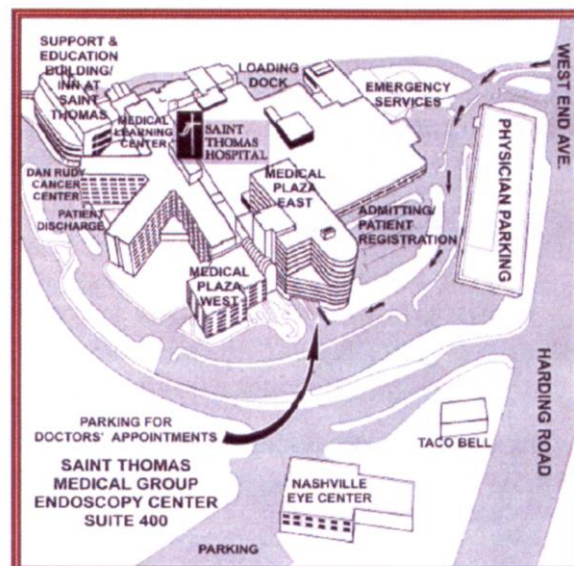 SUPPORT &
EDUCATION
BUILDING/
INN AT
SAINT
THOMAS
LOADING
DOCK
EMERGENCY
SERVICES
WEST END AVE.
MEDICAL
LEARNING
CENTER
SAINT
THOMAS
HOSPITAL
PHYSICIAN PARKING
DAN RUDY
CANCER
CENTER
MEDICAL
PLAZA
EAST
PATIENT
DISCHARGE
ADMITTING/
PATIENT
REGISTRATION
MEDICAL
PLAZA
WEST
HARDING ROAD
PARKING FOR
DOCTORS' APPOINTMENTS
TACO BELL
SAINT THOMAS
MEDICAL GROUP
ENDOSCOPY CENTER
SUITE 400
NASHVILLE
EYE CENTER
PARKING